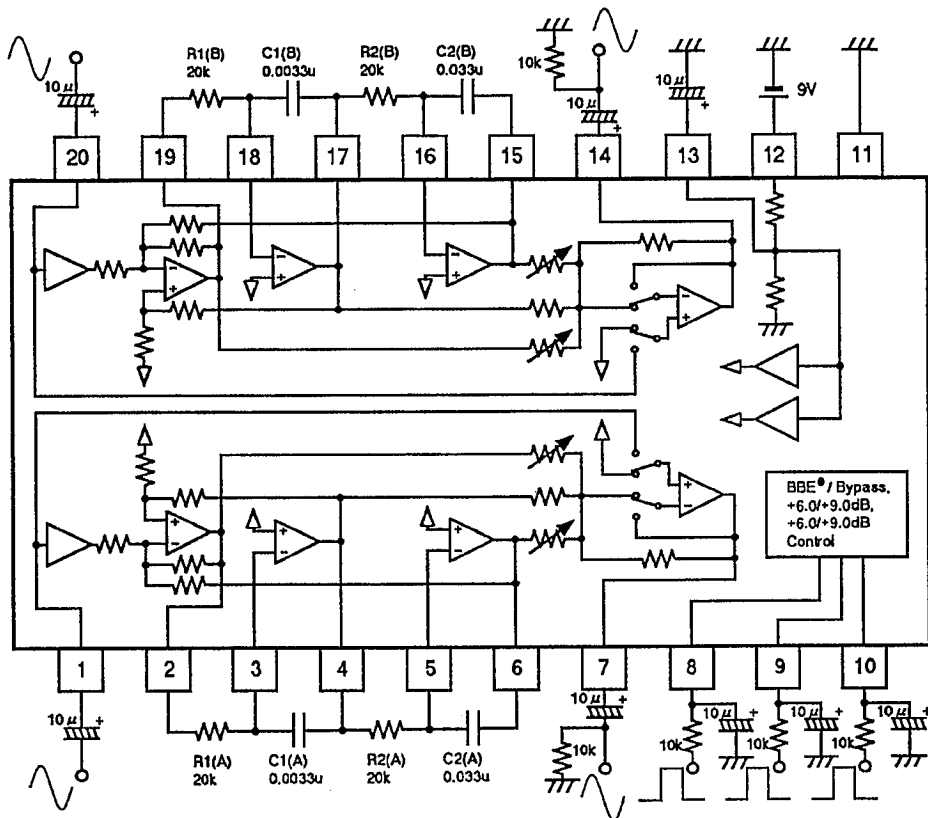 R1(B)
20k
C1(B)
0.0033u
R2(B)
20k
C2(B)
0.033u
10μ
+
10k
10μ
+
10μ
+
9V
20
19
18
17
16
15
14
13
12
11
−
+
−
+
−
+
−
+
+
−
+
−
+
−
+
−
BBE® / Bypass,
+6.0/+9.0dB,
+6.0/+9.0dB
Control
1
2
3
4
5
6
7
8
9
10
10μ
+
R1(A)
20k
C1(A)
0.0033u
R2(A)
20k
C2(A)
0.033u
10μ
+
10k
10μ
+
10k
10μ
+
10k
10μ
+
10k